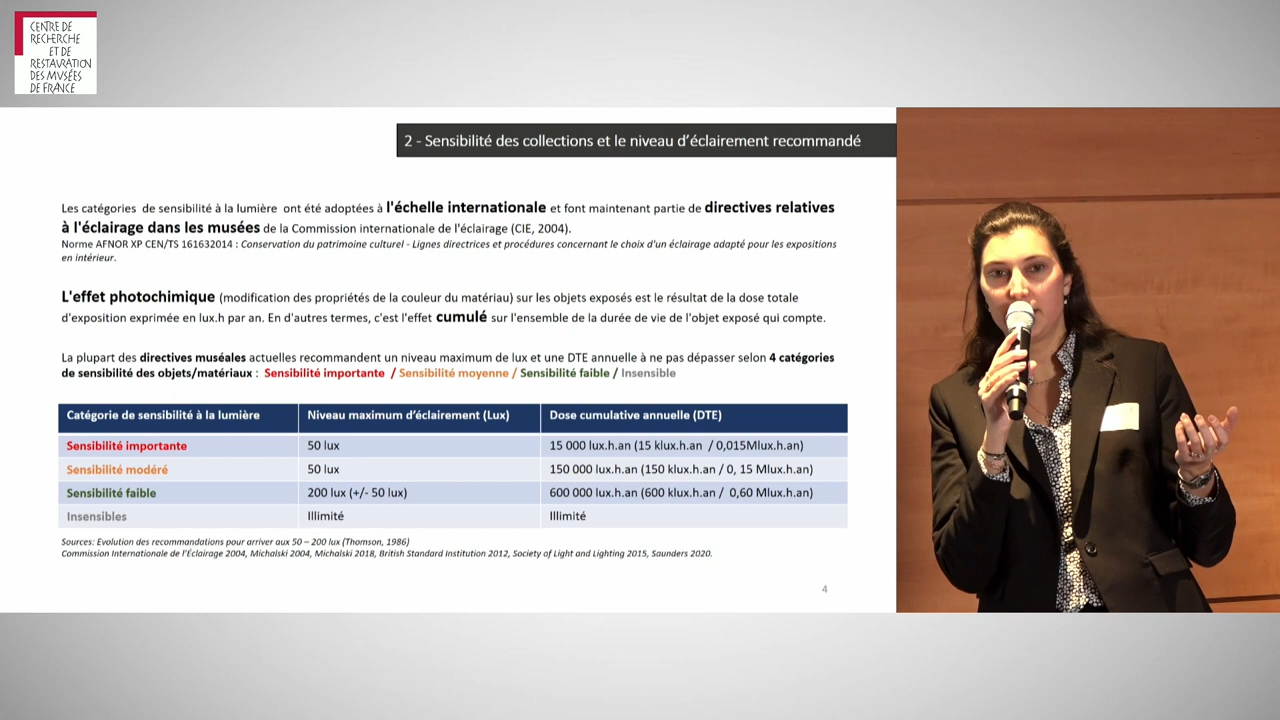 CENTRE DE
RECHERCHE
ET DE
RESTAURATION
DES MUSÉES
DE FRANCE
2 - Sensibilité des collections et le niveau d'éclairement recommandé
Les catégories de sensibilité à la lumière ont été adoptées à l'échelle internationale et font maintenant partie de directives relatives
à l'éclairage dans les musées de la Commission internationale de l'éclairage (CIE, 2004).
Norme AFNOR XP CEN/TS 161632014 : Conservation du patrimoine culturel - Lignes directrices et procédures concernant le choix d'un éclairage adapté pour les expositions
en intérieur.
L'effet photochimique (modification des propriétés de la couleur du matériau) sur les objets exposés est le résultat de la dose totale
d'exposition exprimée en lux.h par an. En d'autres termes, c'est l'effet cumulé sur l'ensemble de la durée de vie de l'objet exposé qui compte.
La plupart des directives muséales actuelles recommandent un niveau maximum de lux et une DTE annuelle à ne pas dépasser selon 4 catégories
de sensibilité des objets/matériaux : Sensibilité importante / Sensibilité moyenne / Sensibilité faible / Insensible
Catégorie de sensibilité à la lumière Niveau maximum d'éclairement (Lux) Dose cumulative annuelle (DTE)
Sensibilité importante 50 lux 15 000 lux.h.an (15 klux.h.an / 0,015Mlux.h.an)
Sensibilité modéré 50 lux 150 000 lux.h.an (150 klux.h.an / 0, 15 Mlux.h.an)
Sensibilité faible 200 lux (+/- 50 lux) 600 000 lux.h.an (600 klux.h.an / 0,60 Mlux.h.an)
Insensibles Illimité Illimité
Sources: Evolution des recommandations pour arriver aux 50 – 200 lux (Thomson, 1986)
Commission Internationale de l'Éclairage 2004, Michalski 2004, Michalski 2018, British Standard Institution 2012, Society of Light and Lighting 2015, Saunders 2020.
4